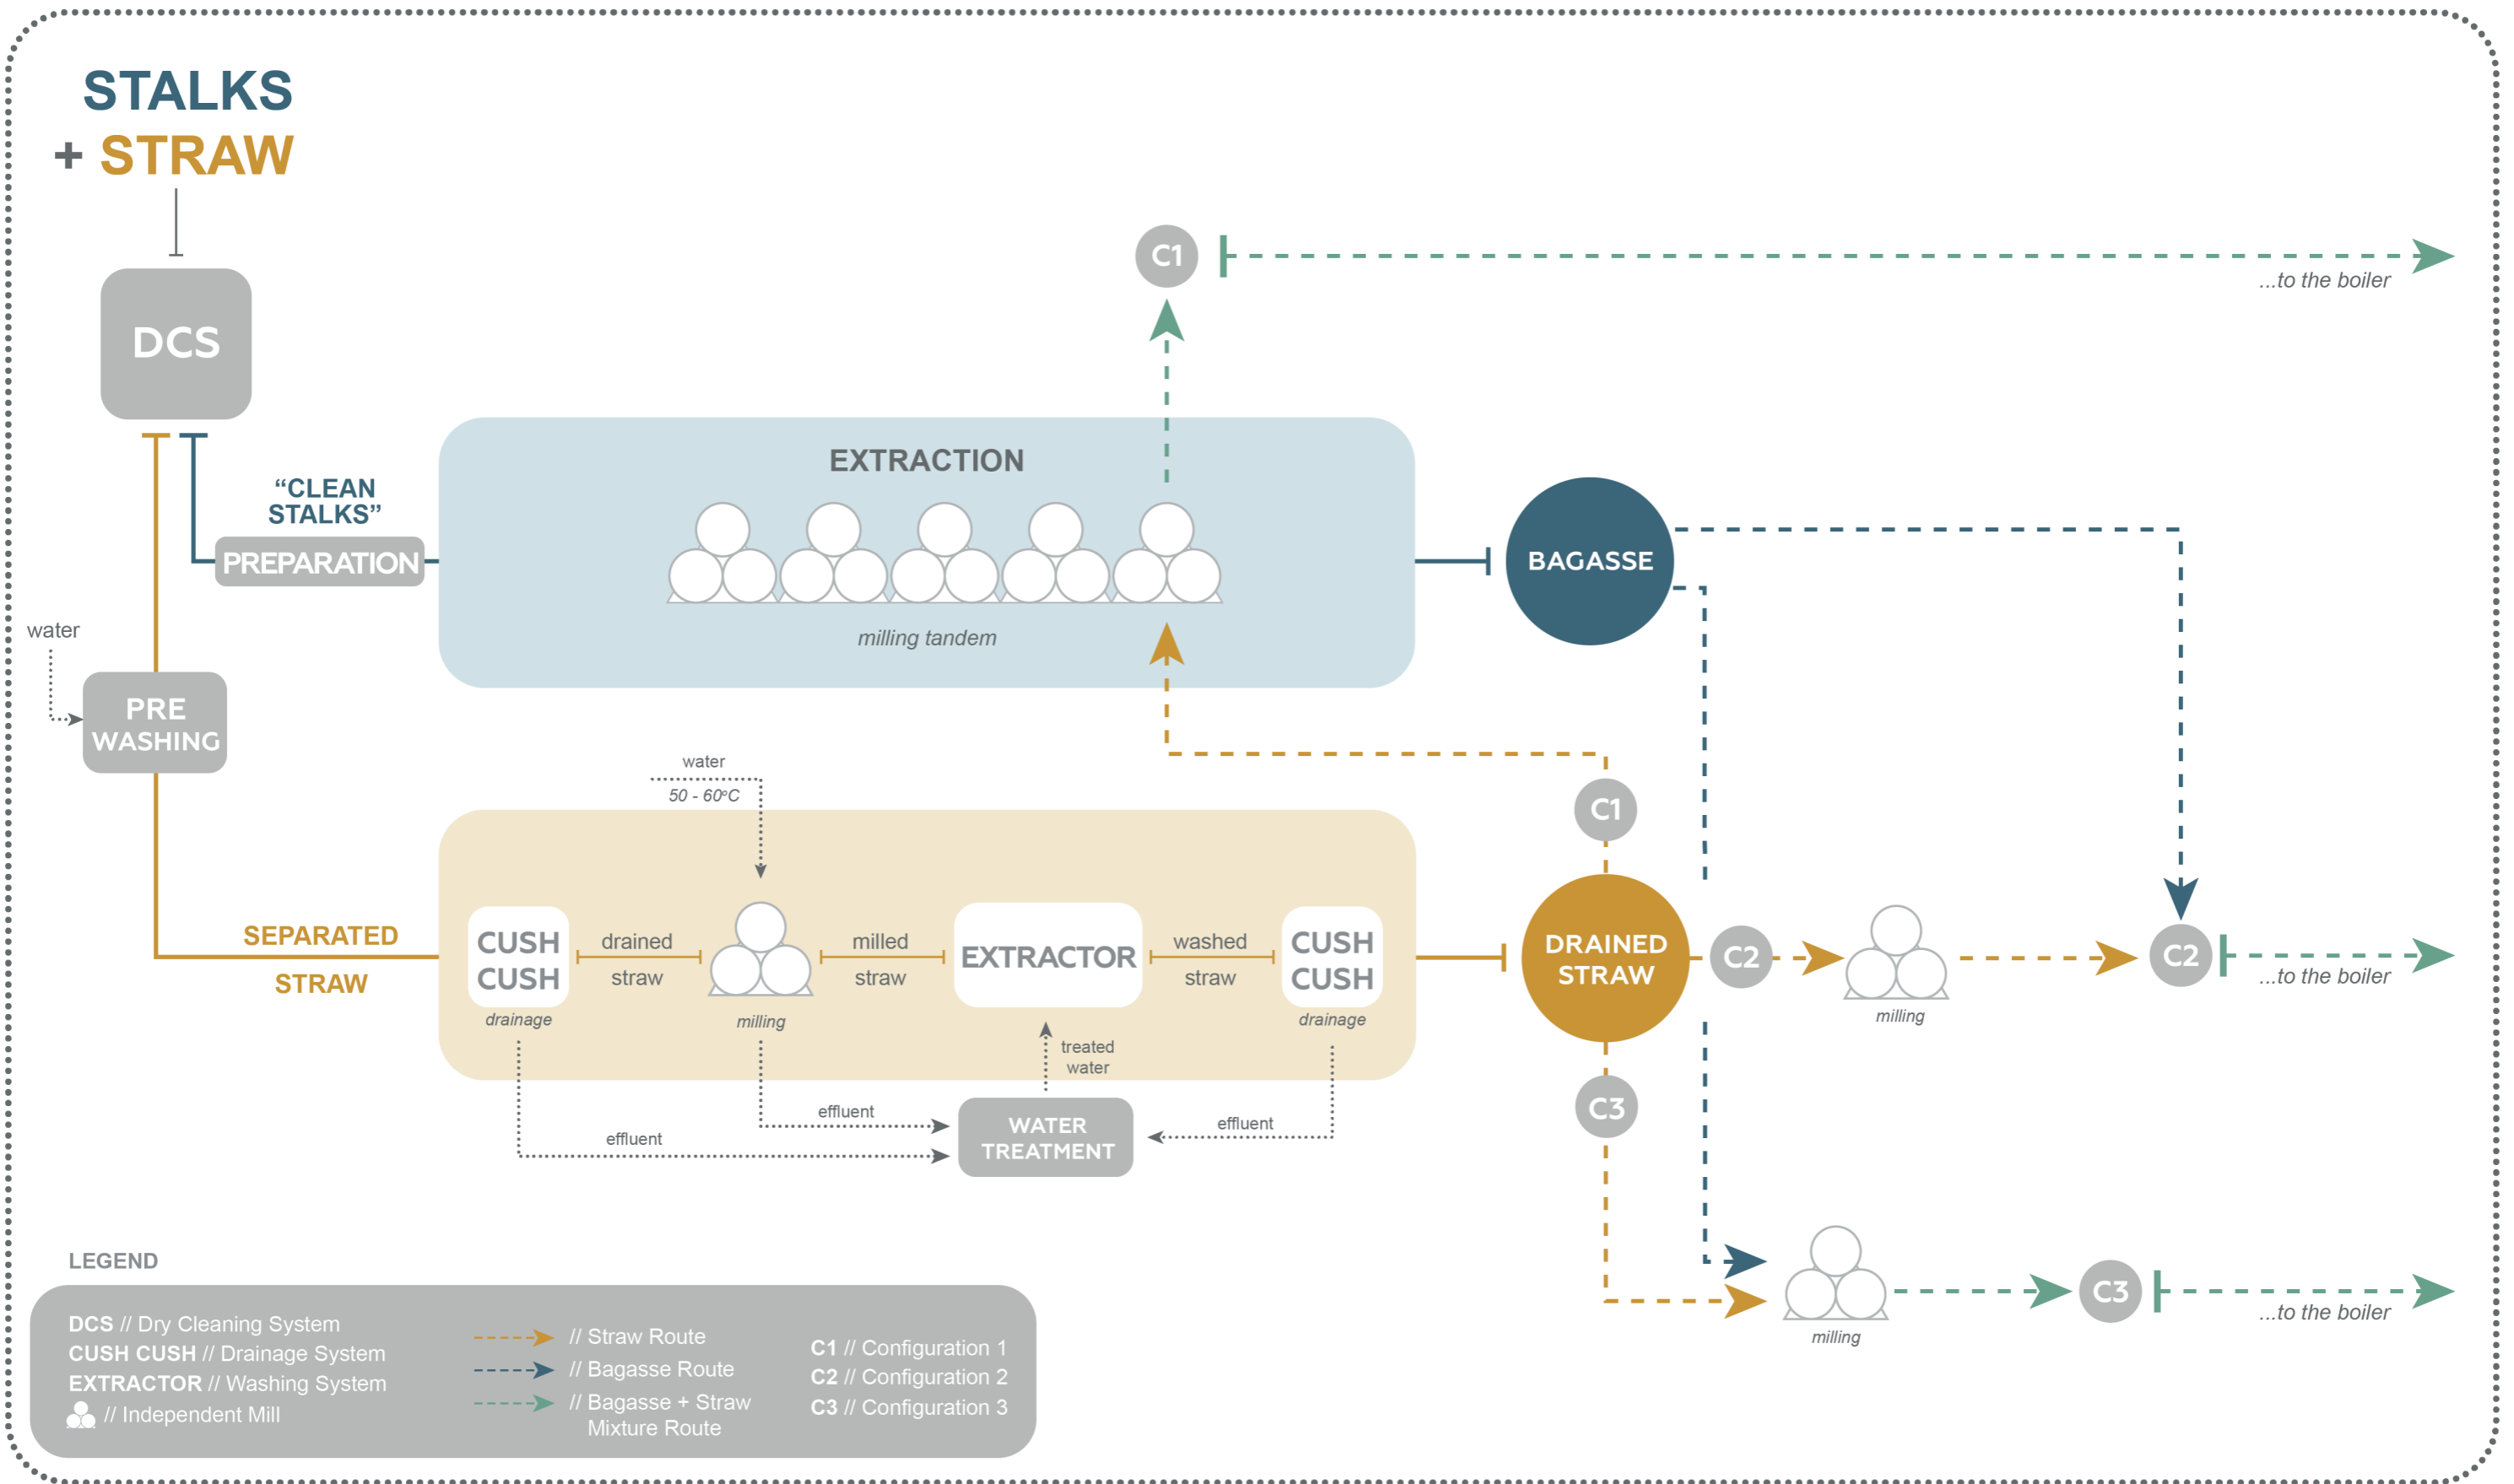 STALKS
+ STRAW
DCS
C1
...to the boiler
EXTRACTION
milling tandem
“CLEAN
STALKS”
PREPARATION
BAGASSE
water
PRE
WASHING
water
50 - 60ºC
C1
SEPARATED
STRAW
CUSH
CUSH
drainage
drained
straw
milling
milled
straw
EXTRACTOR
washed
straw
CUSH
CUSH
drainage
DRAINED
STRAW
C2
milling
C2
...to the boiler
treated
water
effluent
effluent
WATER
TREATMENT
effluent
C3
milling
C3
...to the boiler
LEGEND
DCS // Dry Cleaning System
CUSH CUSH // Drainage System
EXTRACTOR // Washing System
// Independent Mill
// Straw Route
// Bagasse Route
// Bagasse + Straw
Mixture Route
C1 // Configuration 1
C2 // Configuration 2
C3 // Configuration 3